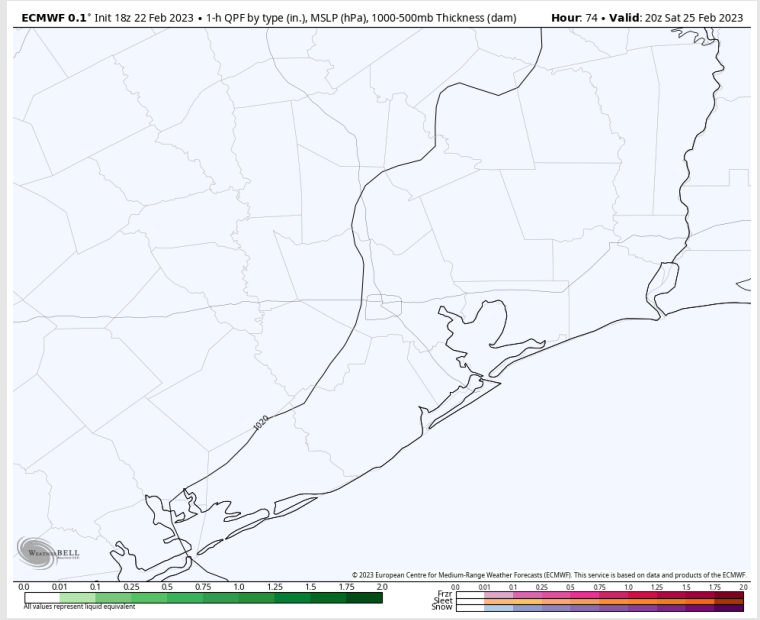 ECMWF 0.1° Init 18z 22 Feb 2023 • 1-h QPF by type (in.), MSLP (hPa), 1000-500mb Thickness (dam) Hour: 74 • Valid: 20z Sat 25 Feb 2023
1020
WEATHERBELL
© 2023 European Centre for Medium-Range Weather Forecasts (ECMWF). This service is based on data and products of the ECMWF.
0.0 0.01 0.1 0.25 0.5 0.75 1.0 1.25 1.5 1.75 2.0
All values represent liquid equivalent
0.0 0.01 0.1 0.25 0.5 0.75 1.0 1.25 1.5 1.75 2.0
Frzr
Sleet
Snow